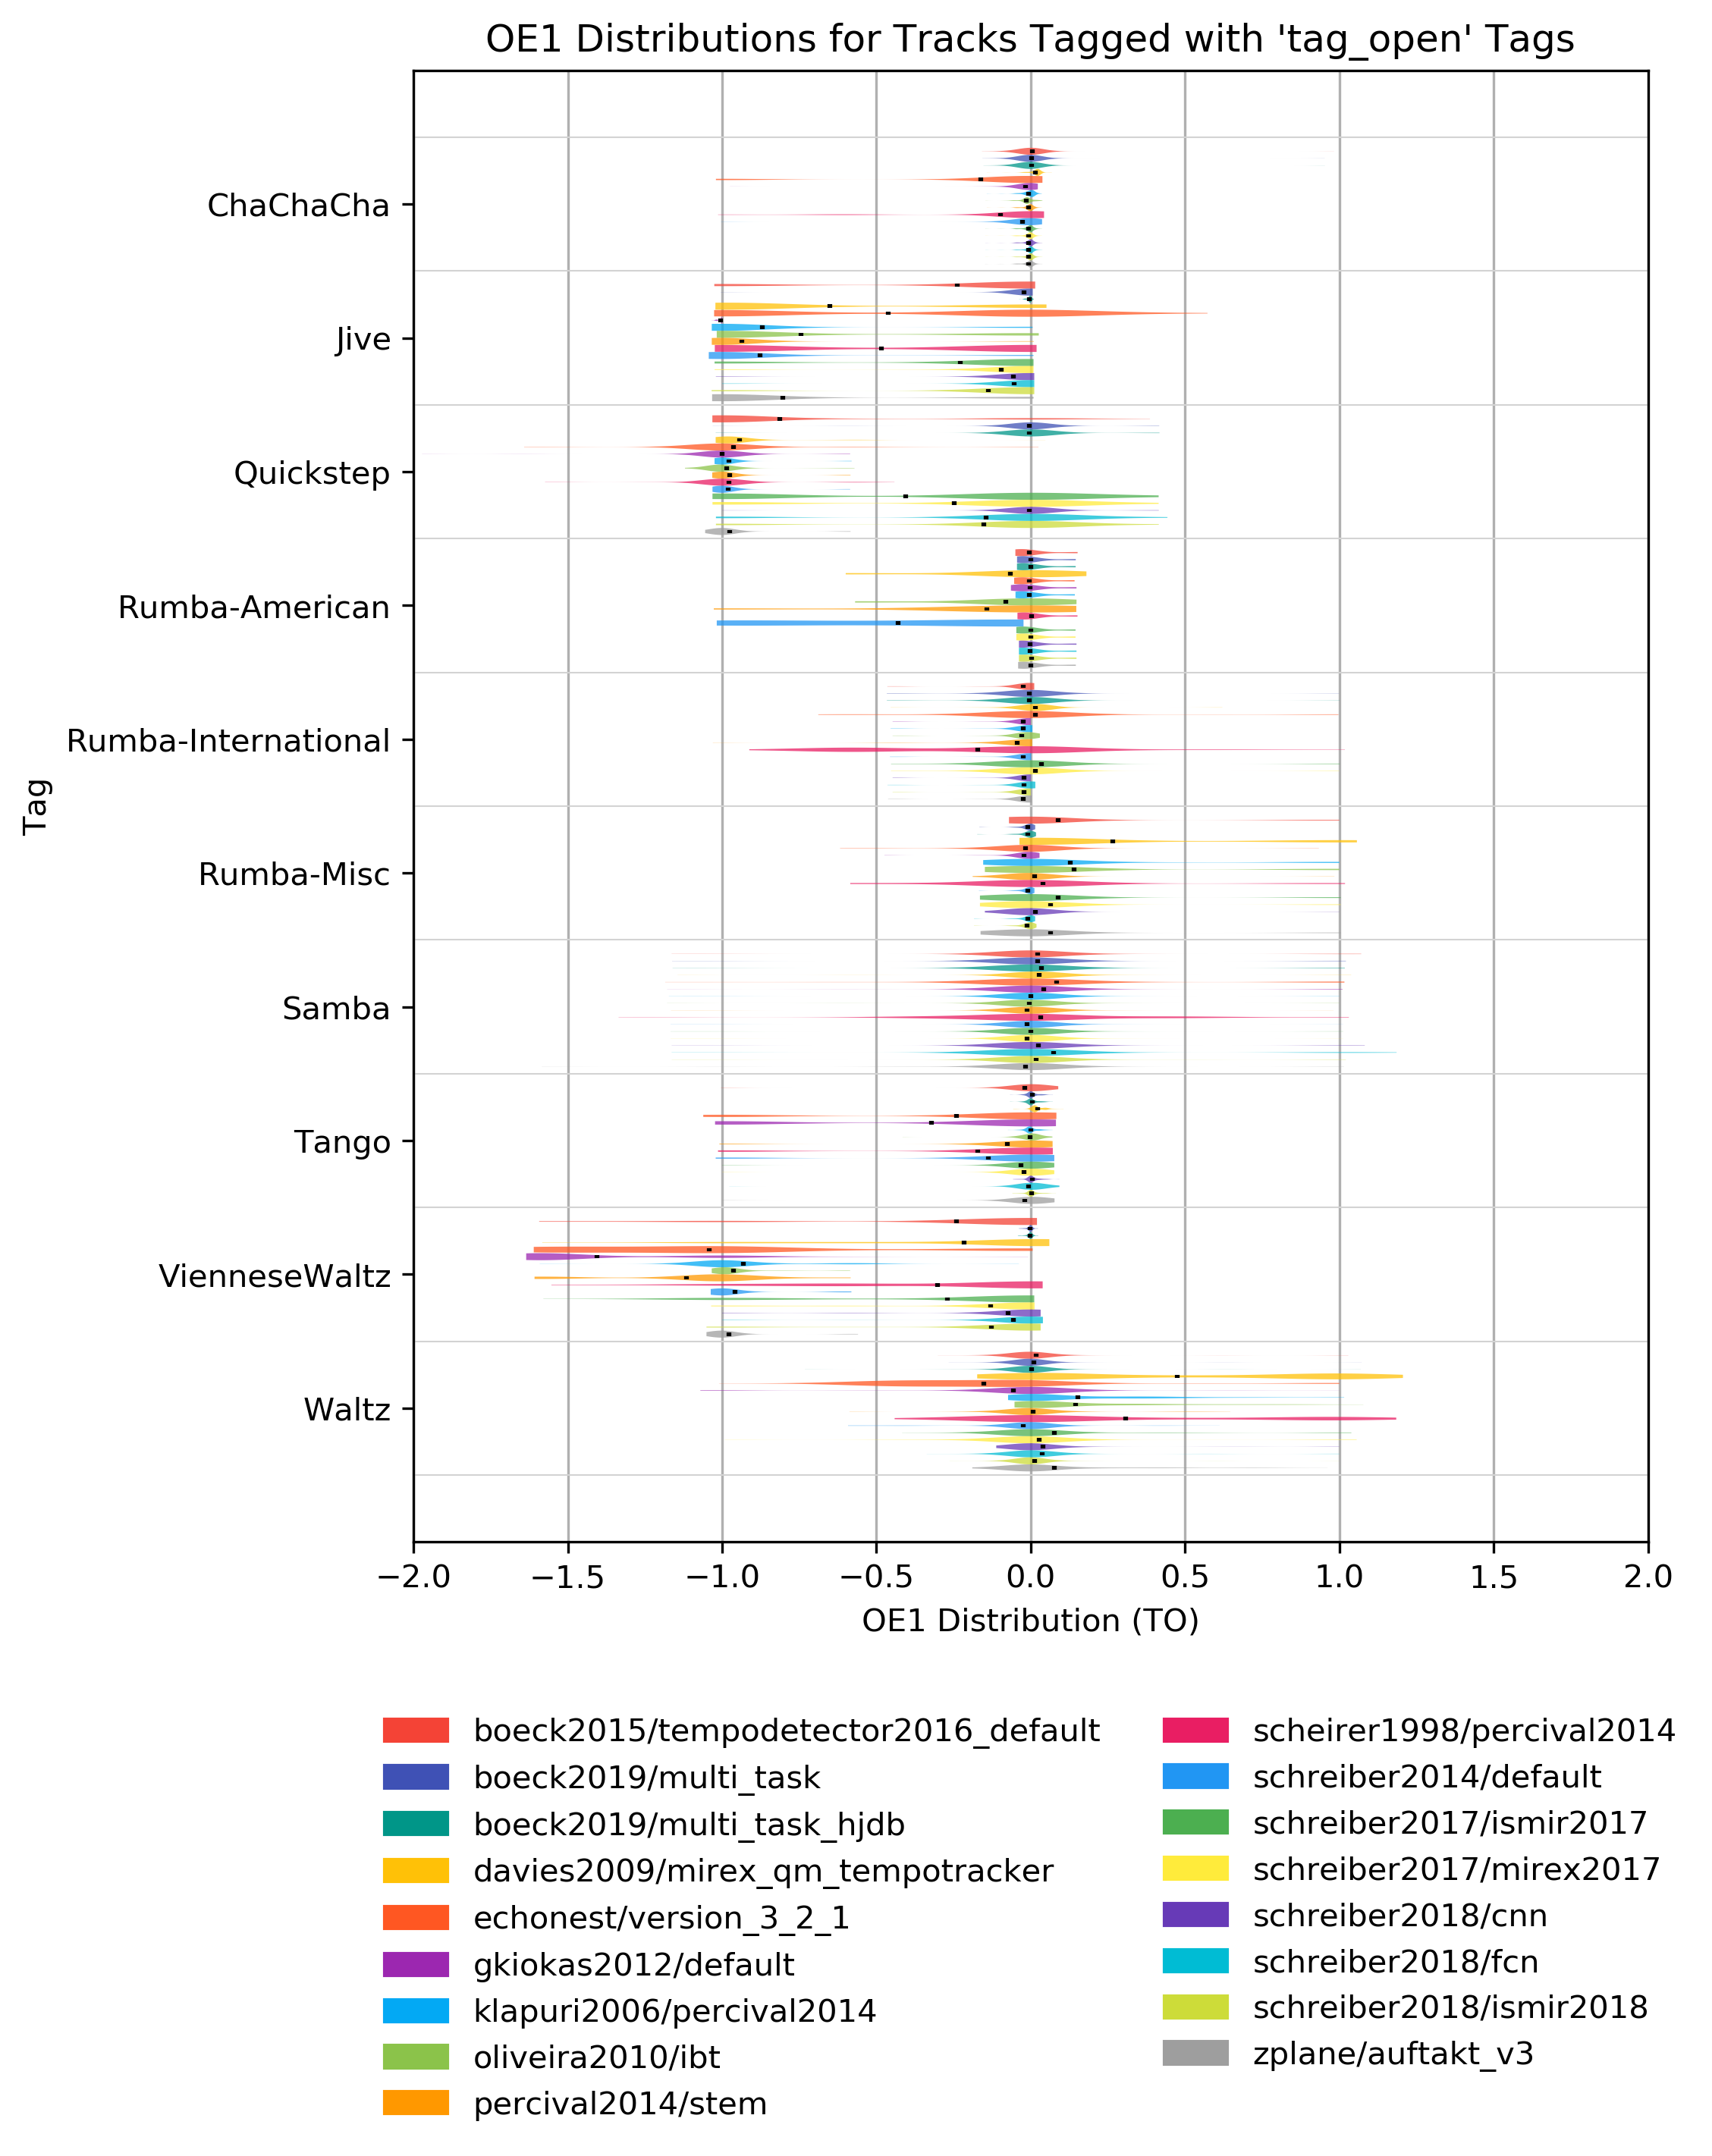 OE1 Distributions for Tracks Tagged with 'tag_open' Tags
ChaChaCha
Jive
Quickstep
Rumba-American
Rumba-International
Rumba-Misc
Samba
Tango
VienneseWaltz
Waltz
Tag
−2.0 −1.5 −1.0 −0.5 0.0 0.5 1.0 1.5 2.0
OE1 Distribution (TO)
boeck2015/tempodetector2016_default
boeck2019/multi_task
boeck2019/multi_task_hjdb
davies2009/mirex_qm_tempotracker
echonest/version_3_2_1
gkiokas2012/default
klapuri2006/percival2014
oliveira2010/ibt
percival2014/stem
scheirer1998/percival2014
schreiber2014/default
schreiber2017/ismir2017
schreiber2017/mirex2017
schreiber2018/cnn
schreiber2018/fcn
schreiber2018/ismir2018
zplane/auftakt_v3